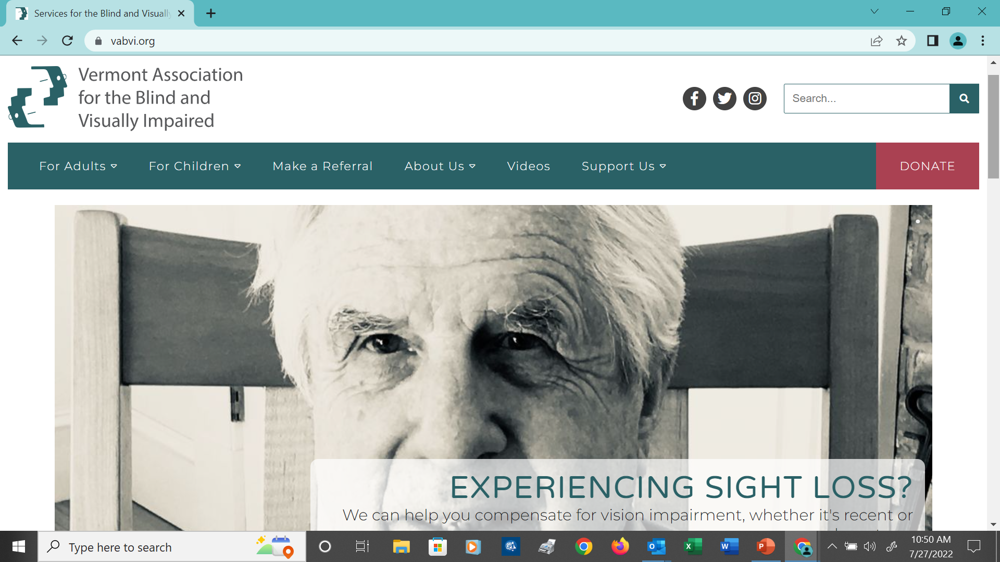 Services for the Blind and Visually
vabvi.org
Vermont Association
for the Blind and
Visually Impaired
Search...
For Adults
For Children
Make a Referral
About Us
Videos
Support Us
DONATE
EXPERIENCING SIGHT LOSS?
We can help you compensate for vision impairment, whether it's recent or
Type here to search
10:50 AM
7/27/2022